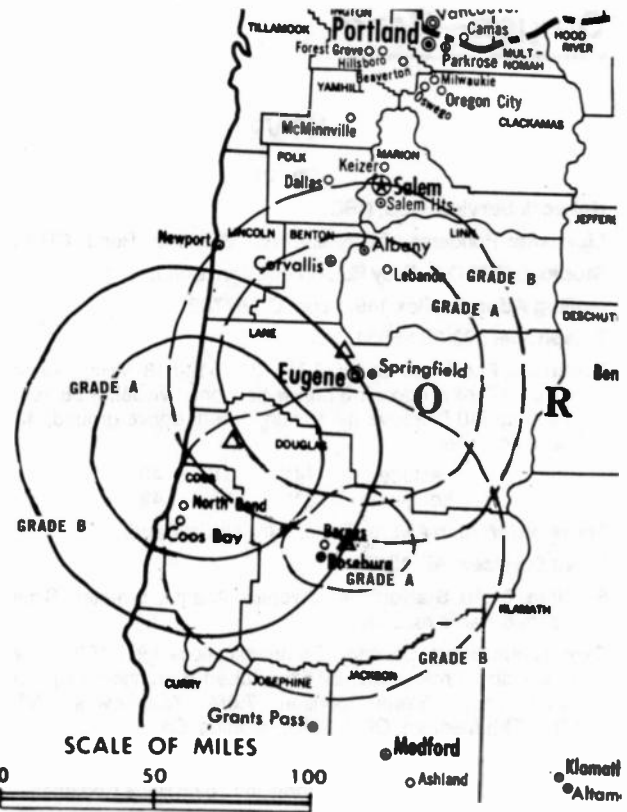 INGTON
Vancouver
TILLAMOOK
Portland
Camas
HOOD RIVER
Forest Grove
Hillsboro
Parkrose
MULT-NOMAH
Beaverton
Milwaukie
YAMHILL
Oswego
Oregon City
McMinnville
CLACKAMAS
POLK
MARION
Keizer
Dallas
Salem
Salem Hts.
JEFFERS
Newport
LINCOLN
BENTON
LINN
Albany
Corvallis
Lebanon
GRADE B
GRADE A
DESCHUT
LANE
Eugene
Springfield
Ben
GRADE A
Q
R
DOUGLAS
COOS
North Bend
GRADE B
Coos Bay
Barnes
Roseburg
GRADE A
KLAMATH
GRADE B
CURRY
JOSEPHINE
JACKSON
Grants Pass
SCALE OF MILES
Medford
0 50 100
Ashland
Klamath
Altam